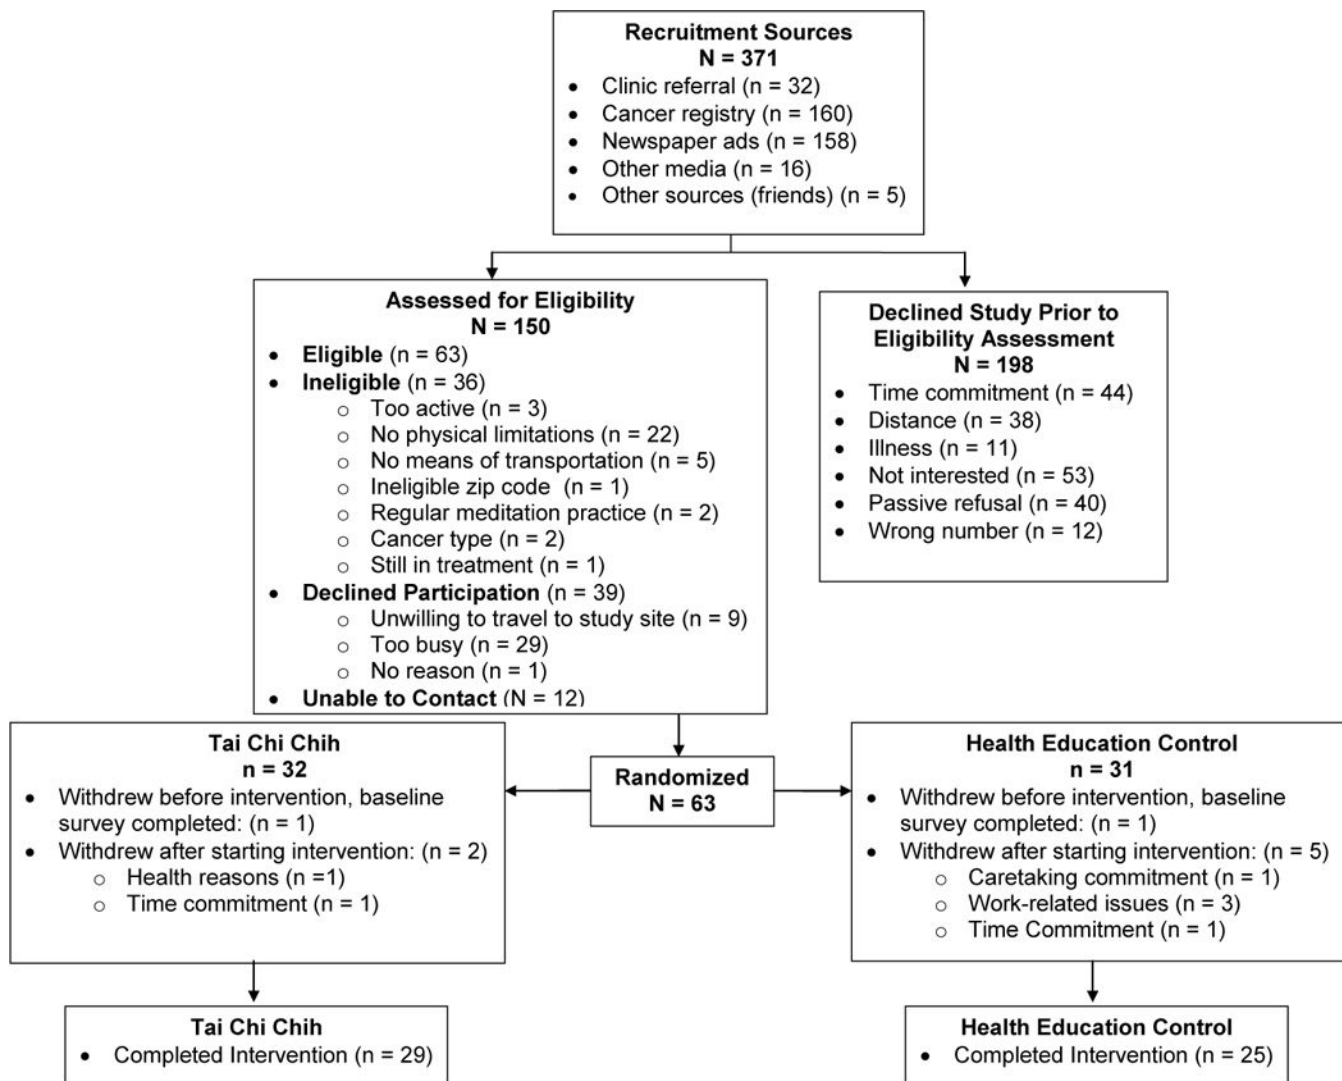 Recruitment Sources
N = 371
• Clinic referral (n = 32)
• Cancer registry (n = 160)
• Newspaper ads (n = 158)
• Other media (n = 16)
• Other sources (friends) (n = 5)
Assessed for Eligibility
N = 150
• Eligible (n = 63)
• Ineligible (n = 36)
o Too active (n = 3)
o No physical limitations (n = 22)
o No means of transportation (n = 5)
o Ineligible zip code (n = 1)
o Regular meditation practice (n = 2)
o Cancer type (n = 2)
o Still in treatment (n = 1)
• Declined Participation (n = 39)
o Unwilling to travel to study site (n = 9)
o Too busy (n = 29)
o No reason (n = 1)
• Unable to Contact (N = 12)
Declined Study Prior to
Eligibility Assessment
N = 198
• Time commitment (n = 44)
• Distance (n = 38)
• Illness (n = 11)
• Not interested (n = 53)
• Passive refusal (n = 40)
• Wrong number (n = 12)
Randomized
N = 63
Tai Chi Chih
n = 32
• Withdrew before intervention, baseline
survey completed: (n = 1)
• Withdrew after starting intervention: (n = 2)
o Health reasons (n =1)
o Time commitment (n = 1)
Health Education Control
n = 31
• Withdrew before intervention, baseline
survey completed: (n = 1)
• Withdrew after starting intervention: (n = 5)
o Caretaking commitment (n = 1)
o Work-related issues (n = 3)
o Time Commitment (n = 1)
Tai Chi Chih
• Completed Intervention (n = 29)
Health Education Control
• Completed Intervention (n = 25)